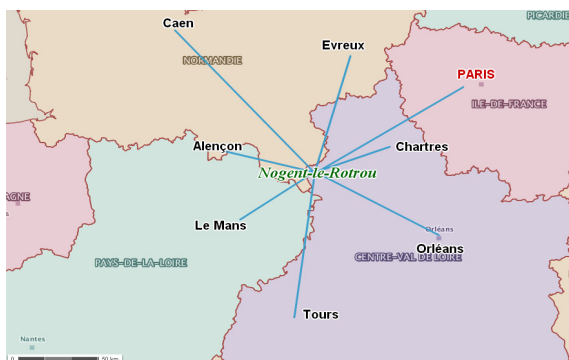 Caen
PICARDIE
Evreux
NORMANDIE
PARIS
ILE-DE-FRANCE
Alençon
Chartres
Nogent-le-Rotrou
AGNE
Le Mans
Orléans
Orléans
PAYS-DE-LA-LOIRE
CENTRE-VAL DE LOIRE
Tours
Nantes
0 50 km